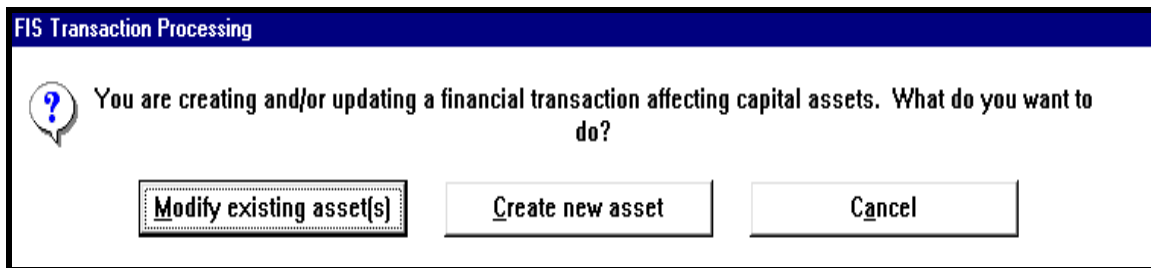 FIS Transaction Processing
You are creating and/or updating a financial transaction affecting capital assets.  What do you want to
do?
Modify existing asset(s)
Create new asset
Cancel